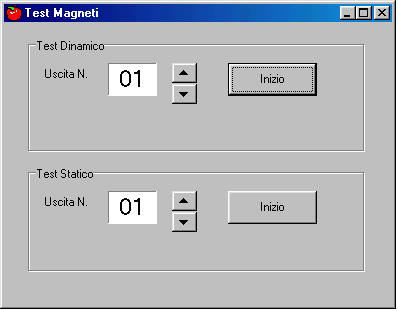 Test Magneti
Test Dinamico
Uscita N. 01 Inizio
Test Statico
Uscita N. 01 Inizio